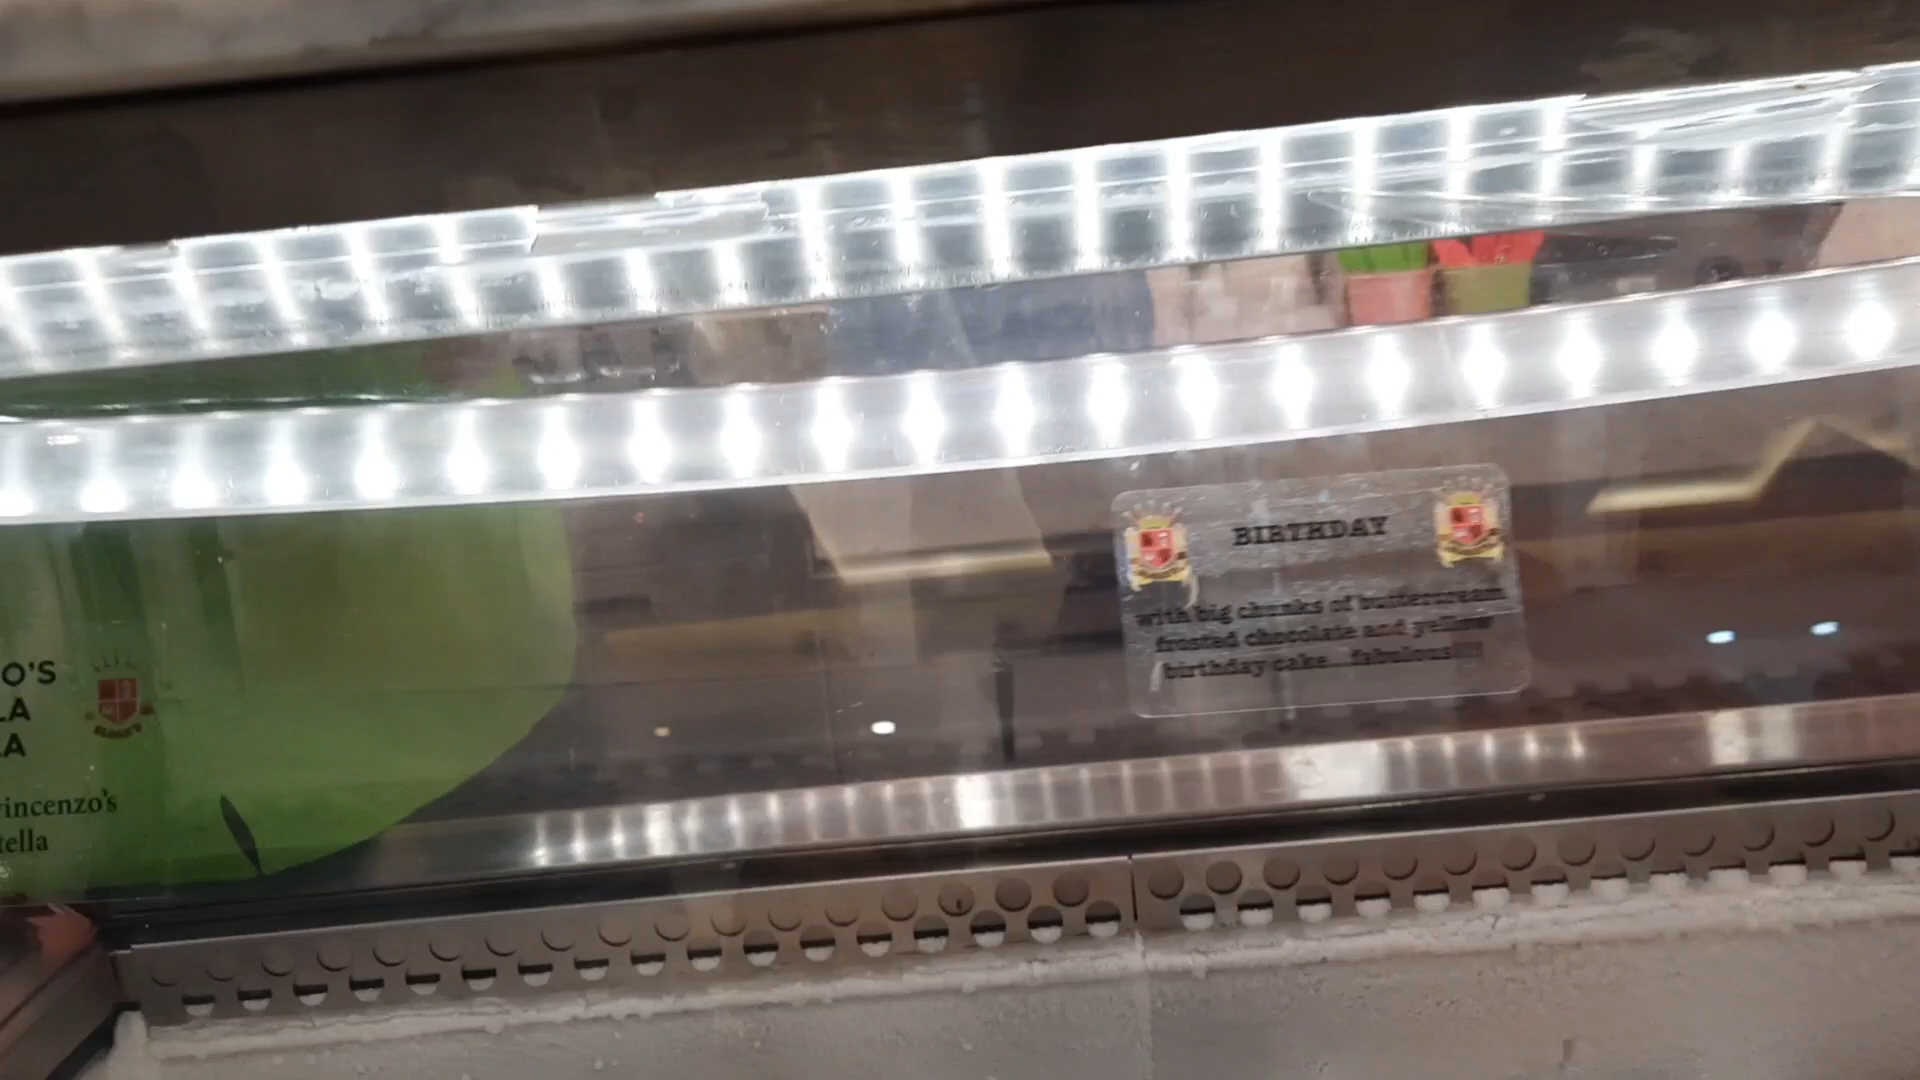 O'S
LA
LA
incenzo's
tella
BIRTHDAY
with big chunks of buttercream
frosted chocolate and yellow
birthday cake...fabulous!!!!